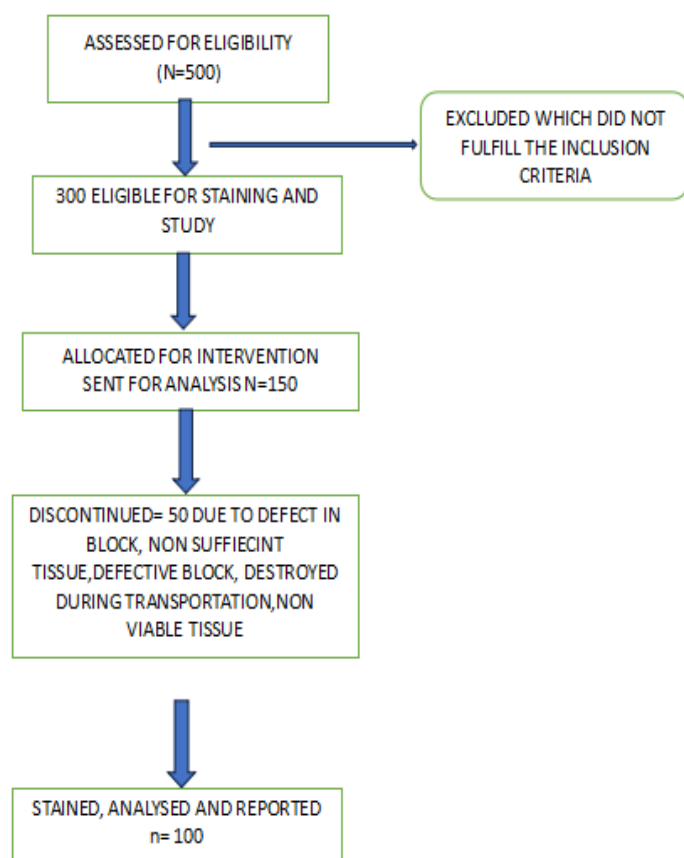 ASSESSED FOR ELIGIBILITY
(N=500)
EXCLUDED WHICH DID NOT
FULFILL THE INCLUSION
CRITERIA
300 ELIGIBLE FOR STAINING AND
STUDY
ALLOCATED FOR INTERVENTION
SENT FOR ANALYSIS N=150
DISCONTINUED= 50 DUE TO DEFECT IN
BLOCK, NON SUFFIECINT
TISSUE,DEFECTIVE BLOCK, DESTROYED
DURING TRANSPORTATION,NON
VIABLE TISSUE
STAINED, ANALYSED AND REPORTED
n= 100